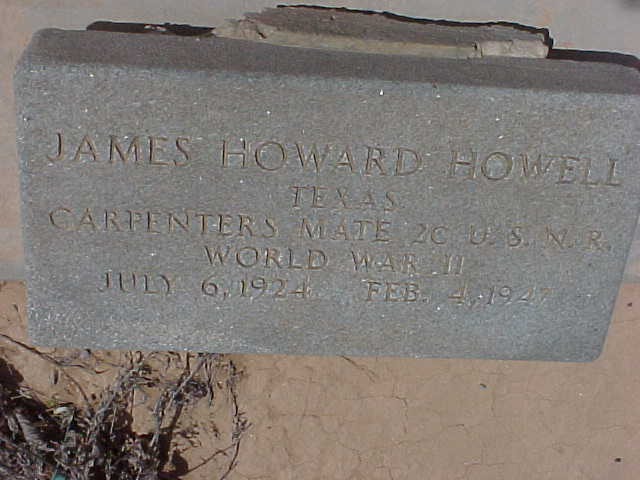 JAMES HOWARD HOWELL
TEXAS
CARPENTERS MATE 2C U. S. N. R.
WORLD WAR II
JULY 6, 1924 FEB. 4, 1947